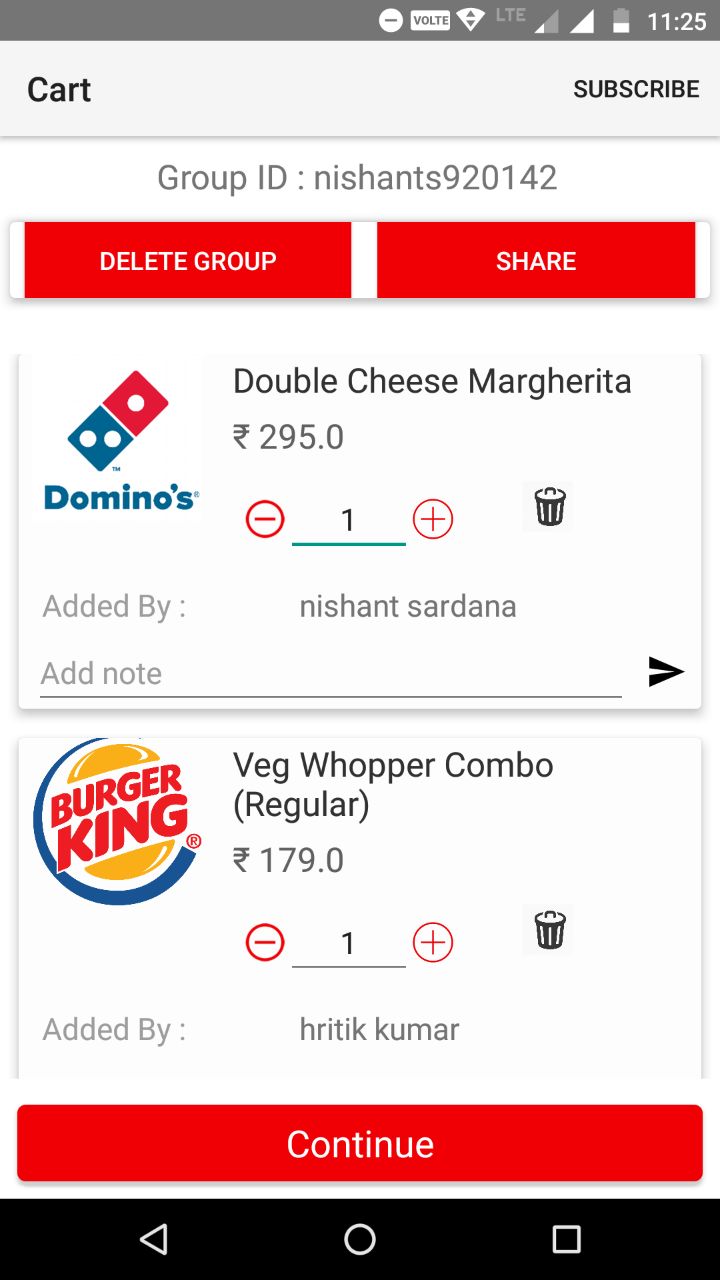 VOLTE LTE 11:25
Cart SUBSCRIBE
Group ID : nishants920142
DELETE GROUP SHARE
Domino's®
Double Cheese Margherita
₹ 295.0
1
Added By : nishant sardana
Add note
BURGER
KING®
Veg Whopper Combo
(Regular)
₹ 179.0
1
Added By : hritik kumar
Continue